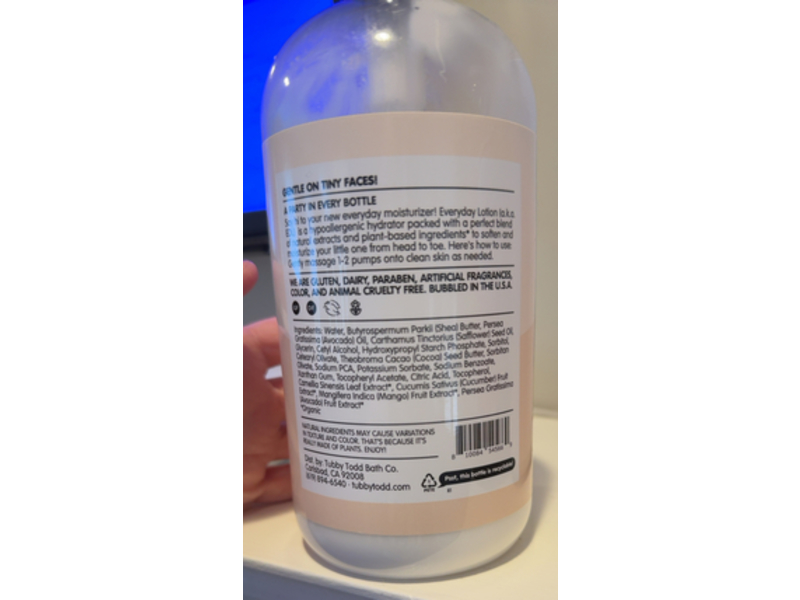 GENTLE ON TINY FACES!
A PARTY IN EVERY BOTTLE
to your new everyday moisturizer! Everyday Lotion (a.k.a.
is a hypoallergenic hydrator packed with a perfect blend
of natural extracts and plant-based ingredients* to soften and
moisturize your little one from head to toe. Here's how to use:
Gently massage 1-2 pumps onto clean skin as needed.
WE ARE GLUTEN, DAIRY, PARABEN, ARTIFICIAL FRAGRANCES,
COLOR, AND ANIMAL CRUELTY FREE. BUBBLED IN THE U.S.A.
Ingredients: Water, Butyrospermum Parkii (Shea) Butter, Persea
Gratissima (Avocado) Oil, Carthamus Tinctorius (Safflower) Seed Oil,
Glycerin, Cetyl Alcohol, Hydroxypropyl Starch Phosphate, Sorbitol,
Cetearyl Olivate, Theobroma Cacao (Cocoa) Seed Butter, Sorbitan
Olivate, Sodium PCA, Potassium Sorbate, Sodium Benzoate,
Xanthan Gum, Tocopheryl Acetate, Citric Acid, Tocopherol,
Camellia Sinensis Leaf Extract*, Cucumis Sativus (Cucumber) Fruit
Extract*, Mangifera Indica (Mango) Fruit Extract*, Persea Gratissima
(Avocado) Fruit Extract*
*Organic
NATURAL INGREDIENTS MAY CAUSE VARIATIONS
IN TEXTURE AND COLOR. THAT'S BECAUSE IT'S
REALLY MADE OF PLANTS. ENJOY!
Dist. by: Tubby Todd Bath Co.
Carlsbad, CA 92008
(619) 894-6540 · tubbytodd.com
Psst, this bottle is recycled!